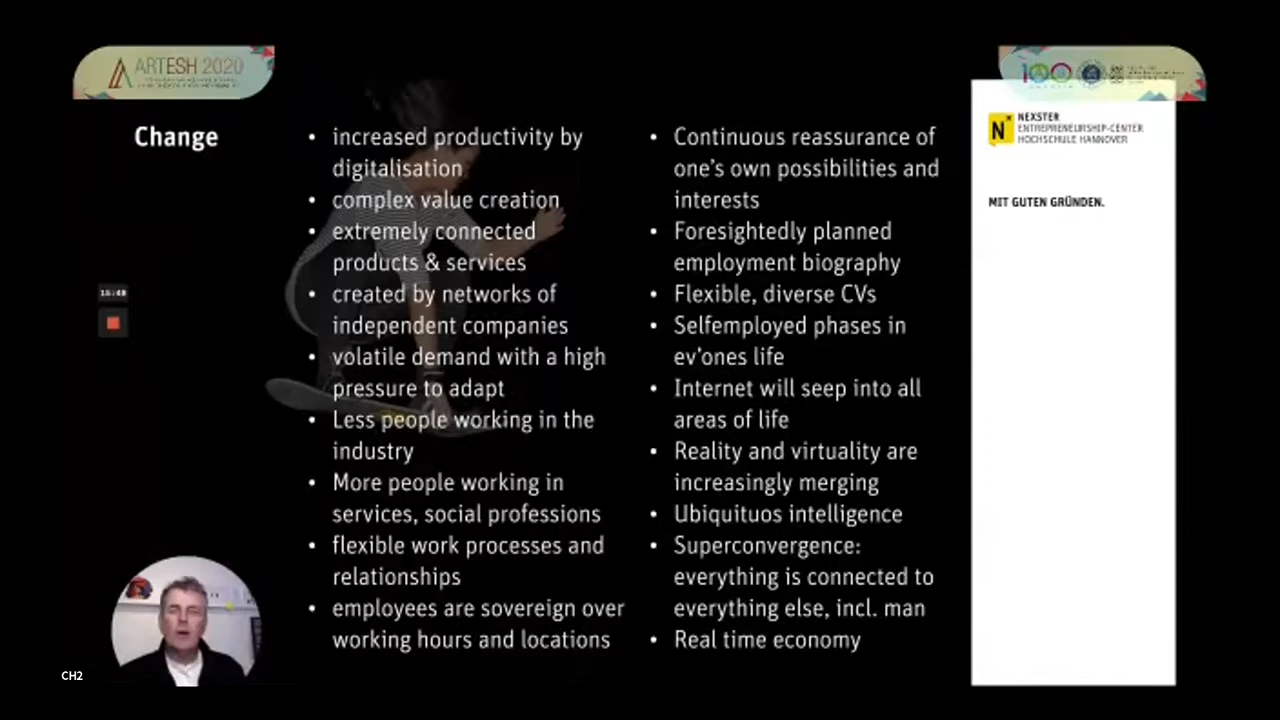 ARTESH 2020
100
Change
• increased productivity by
digitalisation
• complex value creation
• extremely connected
products & services
• created by networks of
independent companies
• volatile demand with a high
pressure to adapt
• Less people working in the
industry
• More people working in
services, social professions
• flexible work processes and
relationships
• employees are sovereign over
working hours and locations
• Continuous reassurance of
one's own possibilities and
interests
• Foresightedly planned
employment biography
• Flexible, diverse CVs
• Selfemployed phases in
ev'ones life
• Internet will seep into all
areas of life
• Reality and virtuality are
increasingly merging
• Ubiquituos intelligence
• Superconvergence:
everything is connected to
everything else, incl. man
• Real time economy
N
NEXSTER
ENTREPRENEURSHIP-CENTER
HOCHSCHULE HANNOVER
MIT GUTEN GRÜNDEN.
15:48
CH2